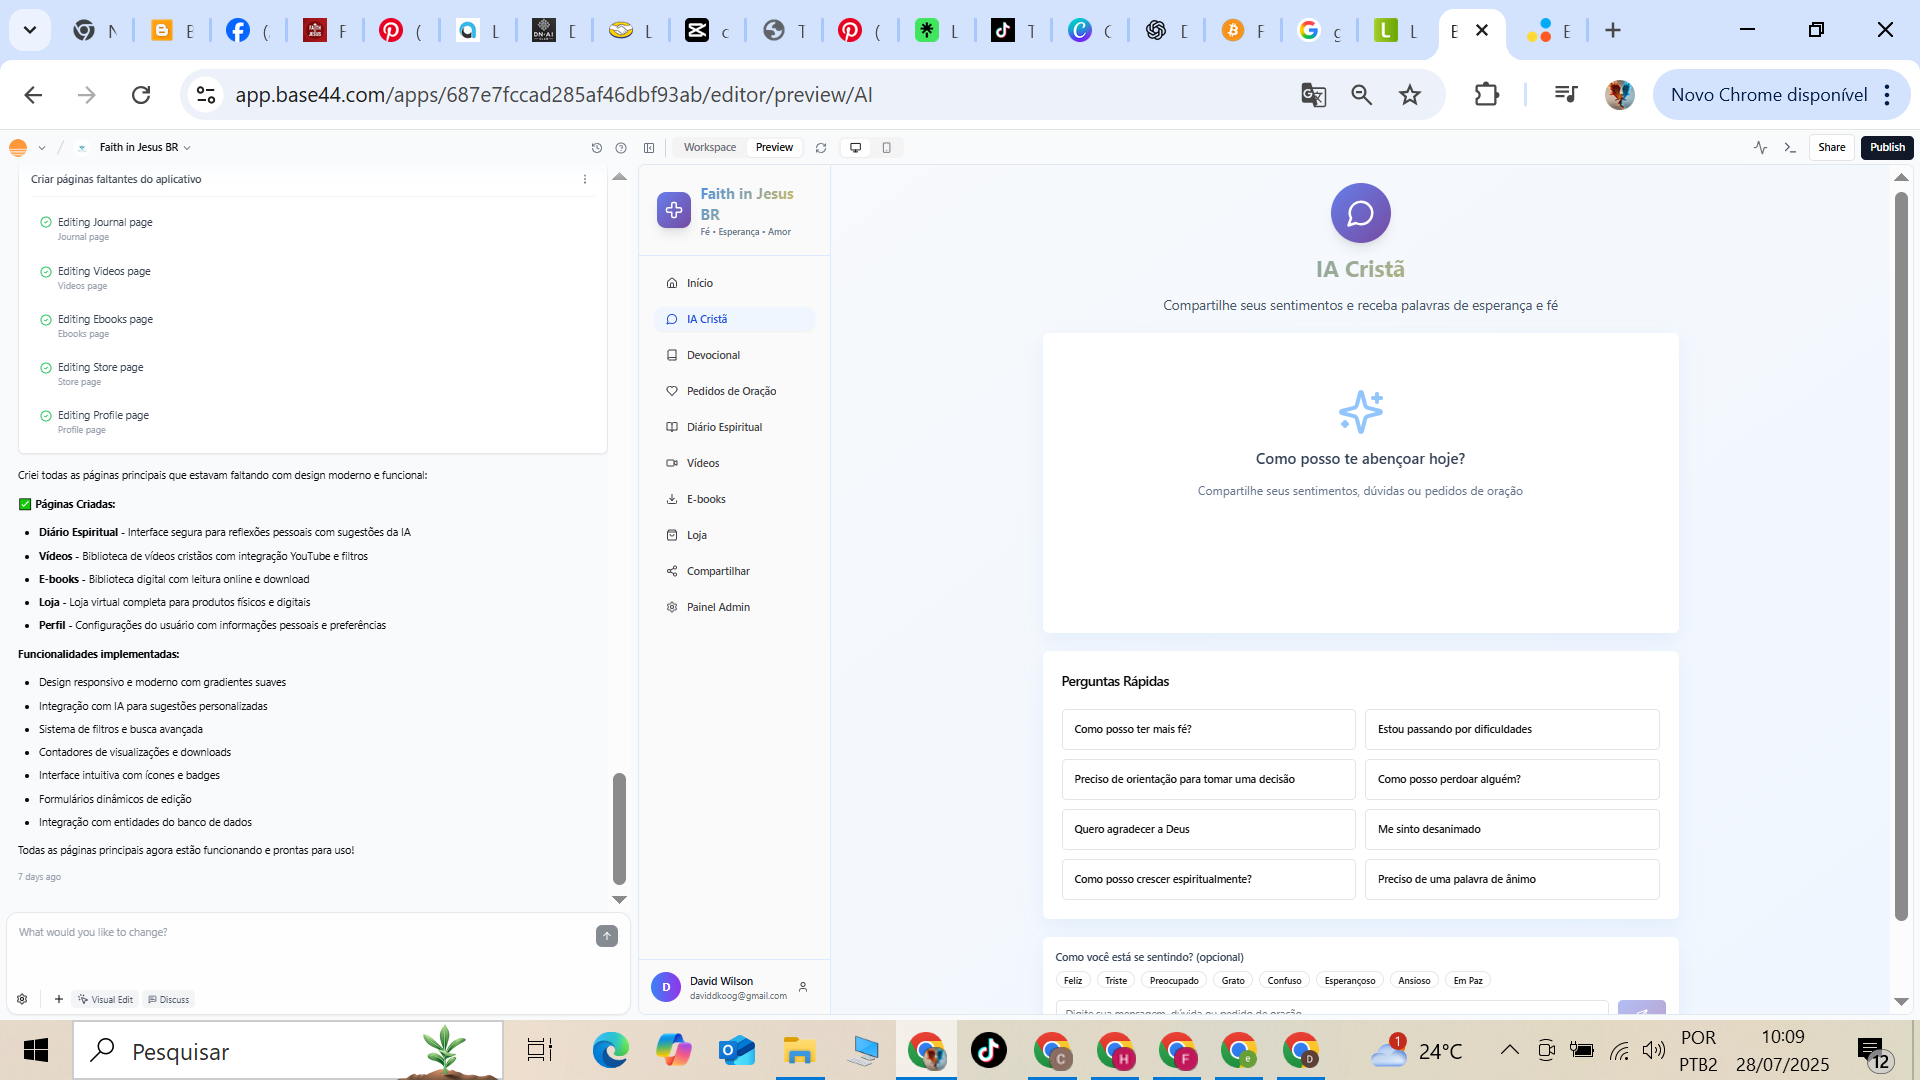 app.base44.com/apps/687e7fccad285af46dbf93ab/editor/preview/AI
Novo Chrome disponível
Faith in Jesus BR
Workspace
Preview
Share
Publish
Criar páginas faltantes do aplicativo
Editing Journal page
Journal page
Editing Videos page
Videos page
Editing Ebooks page
Ebooks page
Editing Store page
Store page
Editing Profile page
Profile page
Criei todas as páginas principais que estavam faltando com design moderno e funcional:
✅ Páginas Criadas:
• Diário Espiritual - Interface segura para reflexões pessoais com sugestões da IA
• Vídeos - Biblioteca de vídeos cristãos com integração YouTube e filtros
• E-books - Biblioteca digital com leitura online e download
• Loja - Loja virtual completa para produtos físicos e digitais
• Perfil - Configurações do usuário com informações pessoais e preferências
Funcionalidades implementadas:
• Design responsivo e moderno com gradientes suaves
• Integração com IA para sugestões personalizadas
• Sistema de filtros e busca avançada
• Contadores de visualizações e downloads
• Interface intuitiva com ícones e badges
• Formulários dinâmicos de edição
• Integração com entidades do banco de dados
Todas as páginas principais agora estão funcionando e prontas para uso!
7 days ago
What would you like to change?
Visual Edit
Discuss
Faith in Jesus
BR
Fé • Esperança • Amor
Início
IA Cristã
Devocional
Pedidos de Oração
Diário Espiritual
Vídeos
E-books
Loja
Compartilhar
Painel Admin
D
David Wilson
daviddkoog@gmail.com
IA Cristã
Compartilhe seus sentimentos e receba palavras de esperança e fé
Como posso te abençoar hoje?
Compartilhe seus sentimentos, dúvidas ou pedidos de oração
Perguntas Rápidas
Como posso ter mais fé?
Estou passando por dificuldades
Preciso de orientação para tomar uma decisão
Como posso perdoar alguém?
Quero agradecer a Deus
Me sinto desanimado
Como posso crescer espiritualmente?
Preciso de uma palavra de ânimo
Como você está se sentindo? (opcional)
Feliz
Triste
Preocupado
Grato
Confuso
Esperançoso
Ansioso
Em Paz
Digite sua mensagem, dúvida ou pedido de oração
Pesquisar
1
24°C
POR
PTB2
10:09
28/07/2025
12